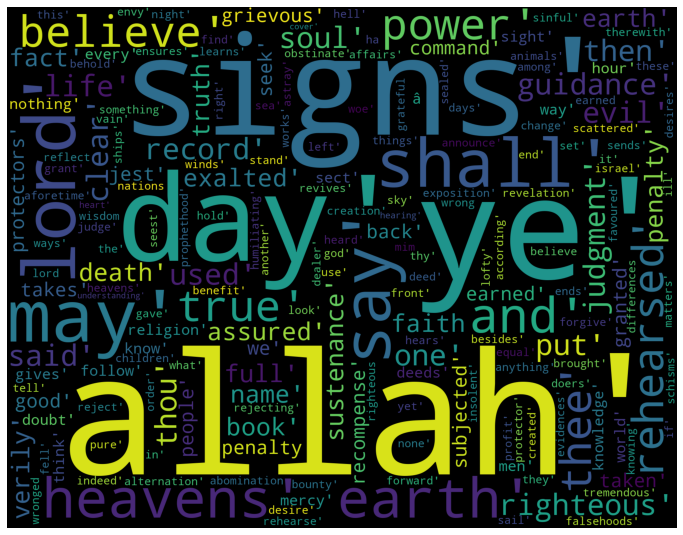 this'
envy'
night'
hell'
cover'
grievous'
believe'
power'
earth'
sinful'
therewith'
fact'
every'
ensures'
learns'
find'
ha
soul'
command'
sight'
animals'
signs'
then'
life'
behold'
obstinate'
affairs'
among'
these'
nothing'
something'
vain'
truth'
right'
sea'
astray
seek'
â
hour'
guidance'
sealed'
desires'
lord'
clear'
ships'
works'
woe'
grateful'
days'
way'
earned
protectors'
reflect'
grant'
record'
winds'
left'
stand'
things'
announce'
change'
scattered'
evil'
aforetime'
heart'
jest'
exalted'
sect'
shall'
end'
set'
sends'
it'
israel'
penalty'
nations
revives'
sky'
exposition'
revelation'
ill'
favoured'
wisdom
judge'
seest'
prophethood'
hold'
creation'
hearing'
wrong
ways'
the'
death'
used'
day'
ye'
humiliating'
another'
god'
heard'
back'
mim
believe
judgment'
rehearsed'
lord
heavens'
takes'
gave'
benefit'
dealer'
use'
say'
thy'
according'
lofty'
granted
differences
matters'
may'
true'
look'
front'
deed'
earned'
ends'
said'
religion'
assured'
and'
faith
forgive'
know'
what'
we'
sustenance'
hears'
besides'
put'
brought'
gives'
follow'
children'
one'
deeds'
anything
thee'
world'
schisms'
tell'
good'
reject'
order'
rejecting'
full'
name'
recompense'
righteous
insolent'
subjected'
equal
profit'
protector'
created'
evidences'
doers'
knowledge'
knowing
if'
doubt'
thou'
people'
book'
allah'
yet'
men'
verily'
think'
pure'
in'
penalty
none'
they'
taken'
wronged
fell'
understanding'
indeed'
alternation'
abomination'
bounty'
forward'
tremendous'
rehearse'
desire'
mercy'
sail'
falsehoods'
heavens'
earth'
righteous'